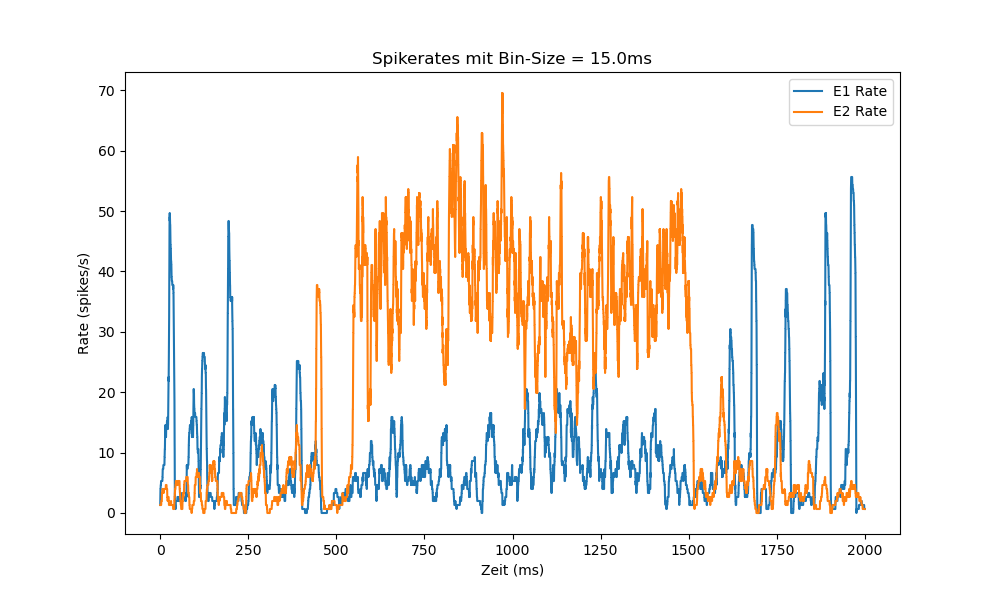 Spikerates mit Bin-Size = 15.0ms
E1 Rate
E2 Rate
Rate (spikes/s)
70
60
50
40
30
20
10
0
0 250 500 750 1000 1250 1500 1750 2000
Zeit (ms)